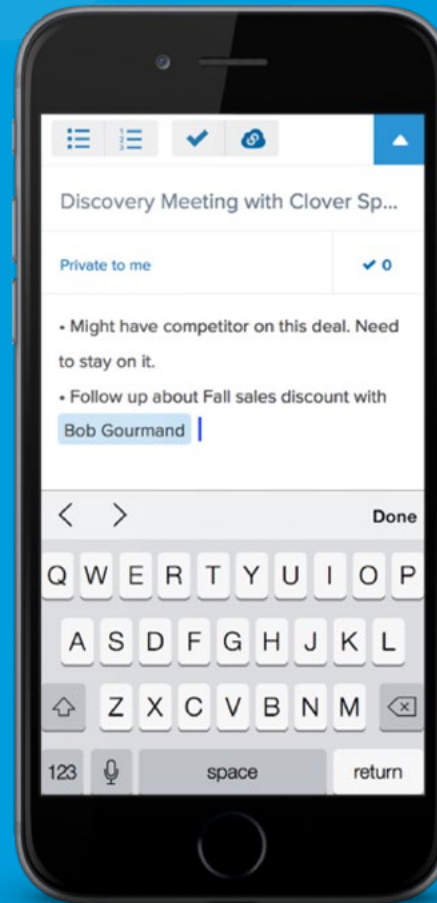 Discovery Meeting with Clover Sp...
Private to me
✔ 0
• Might have competitor on this deal. Need
to stay on it.
• Follow up about Fall sales discount with
Bob Gourmand
Done
Q W E R T Y U I O P
A S D F G H J K L
Z X C V B N M
123 space return